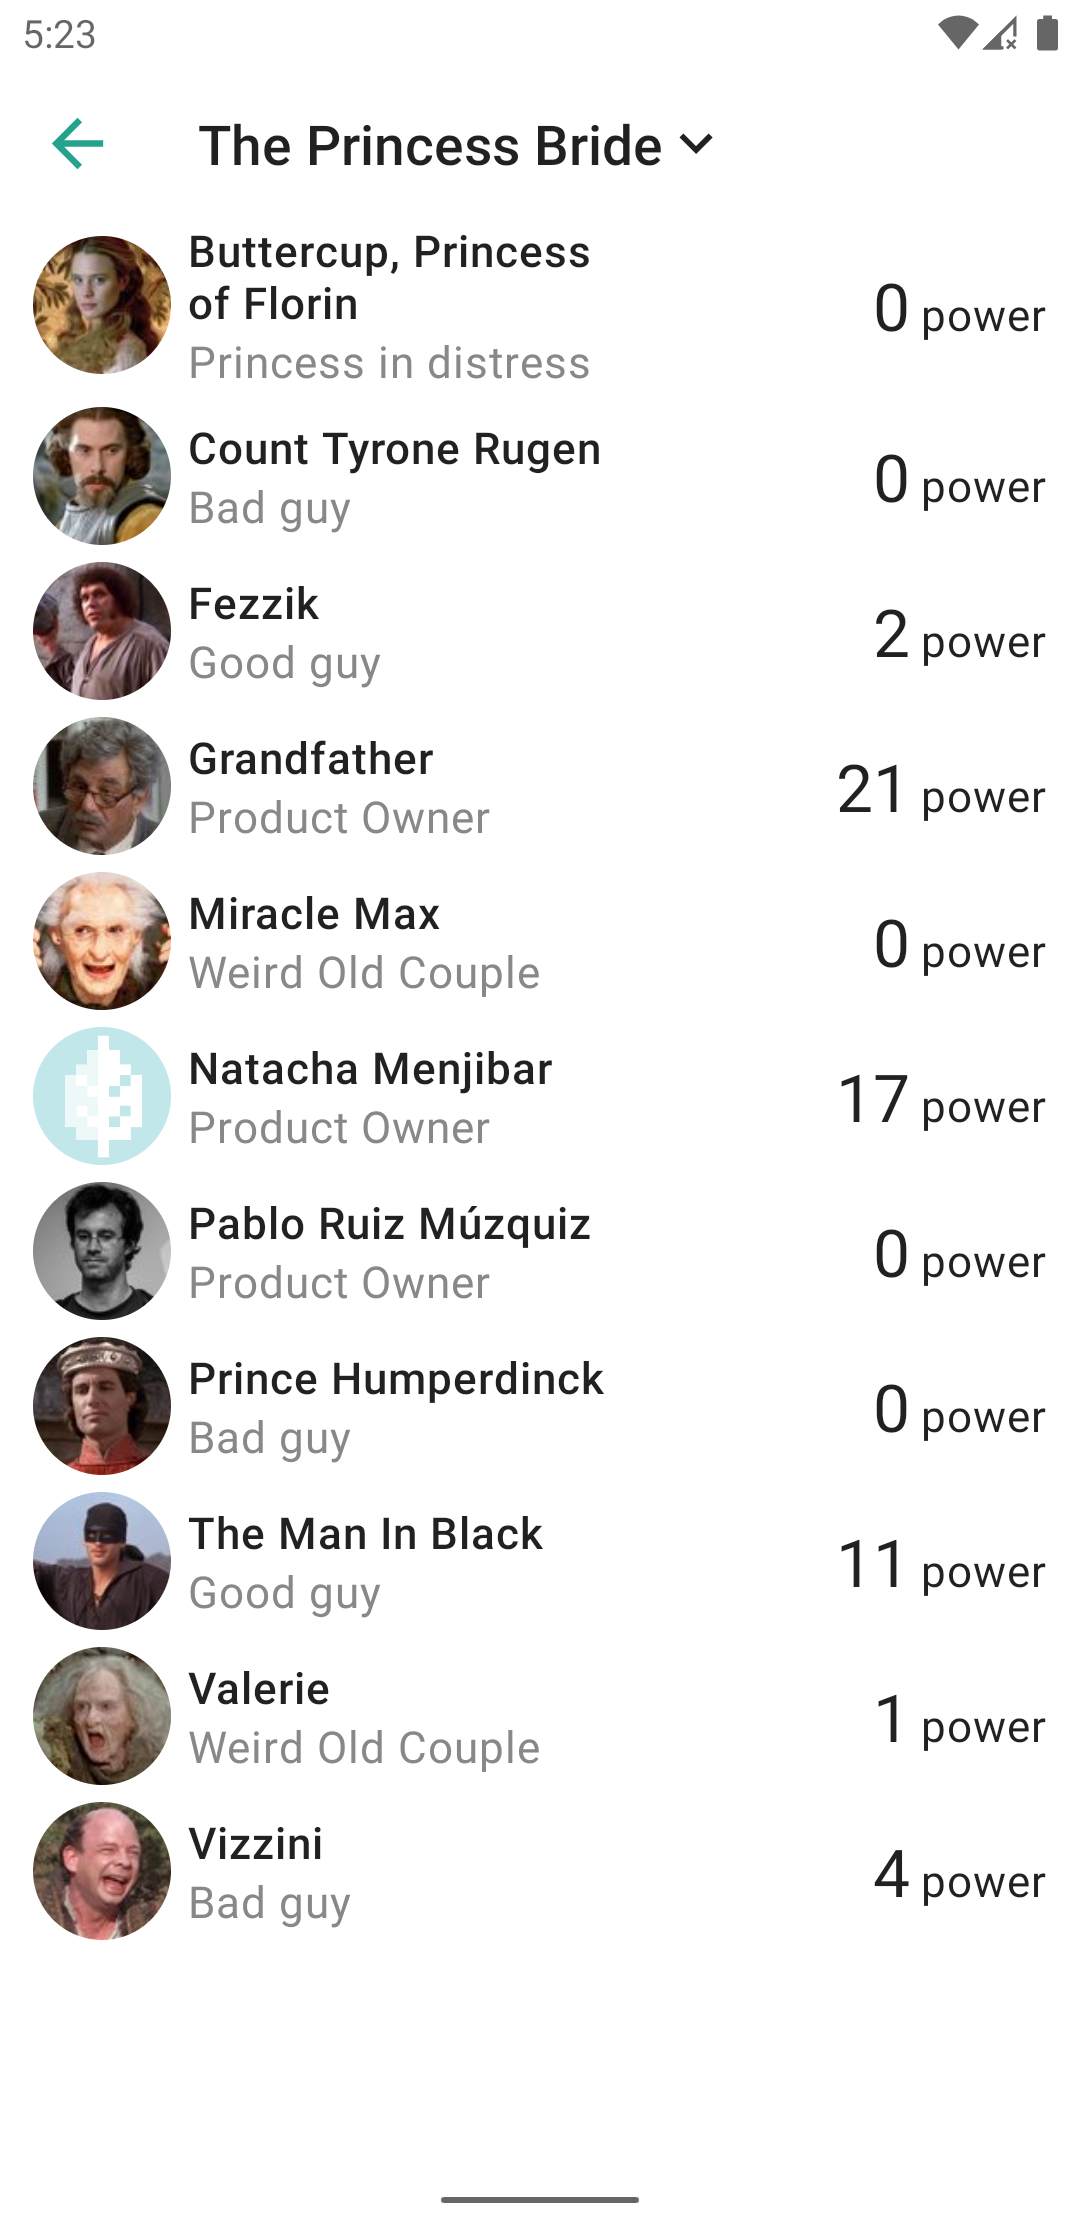 5:23
The Princess Bride
Buttercup, Princess
of Florin
Princess in distress
0 power
Count Tyrone Rugen
Bad guy
0 power
Fezzik
Good guy
2 power
Grandfather
Product Owner
21 power
Miracle Max
Weird Old Couple
0 power
Natacha Menjibar
Product Owner
17 power
Pablo Ruiz Múzquiz
Product Owner
0 power
Prince Humperdinck
Bad guy
0 power
The Man In Black
Good guy
11 power
Valerie
Weird Old Couple
1 power
Vizzini
Bad guy
4 power